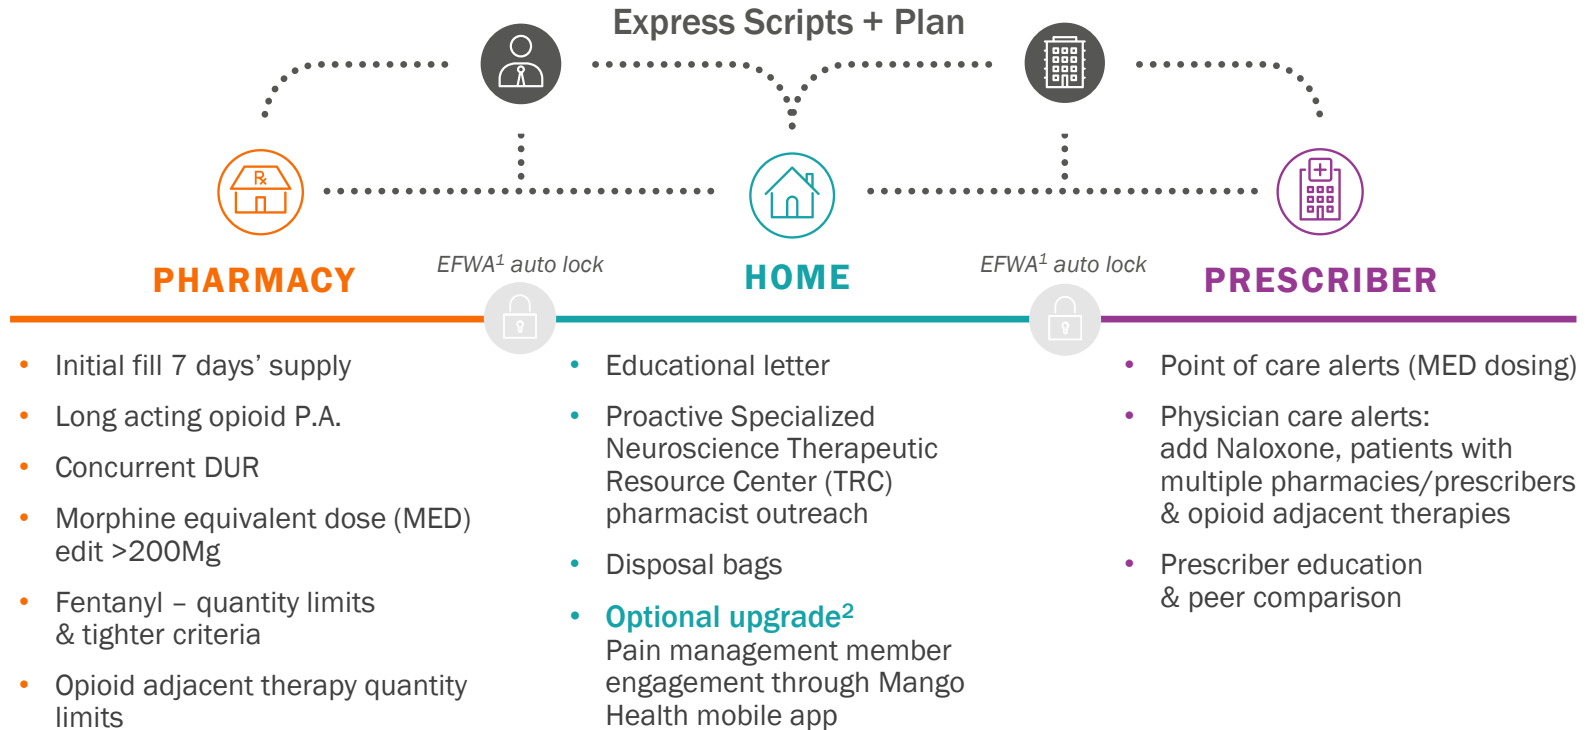 Express Scripts + Plan
Rx
PHARMACY
EFWA¹ auto lock
HOME
EFWA¹ auto lock
PRESCRIBER
• Initial fill 7 days’ supply
• Long acting opioid P.A.
• Concurrent DUR
• Morphine equivalent dose (MED)
edit >200Mg
• Fentanyl – quantity limits
& tighter criteria
• Opioid adjacent therapy quantity
limits
• Educational letter
• Proactive Specialized
Neuroscience Therapeutic
Resource Center (TRC)
pharmacist outreach
• Disposal bags
• Optional upgrade²
Pain management member
engagement through Mango
Health mobile app
• Point of care alerts (MED dosing)
• Physician care alerts:
add Naloxone, patients with
multiple pharmacies/prescribers
& opioid adjacent therapies
• Prescriber education
& peer comparison